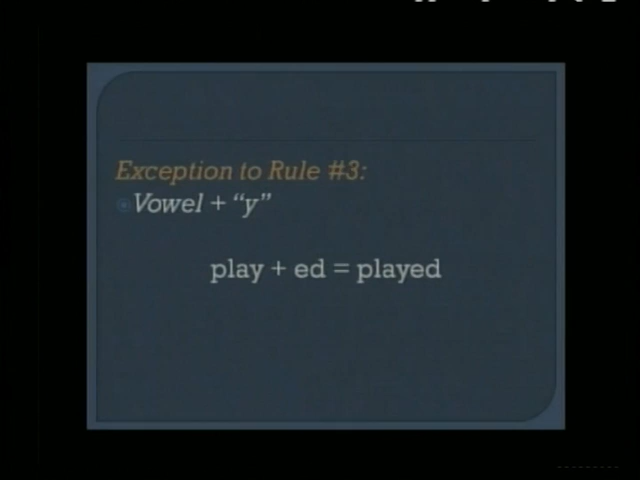 Exception to Rule #3:
Vowel + “y”
play + ed = played